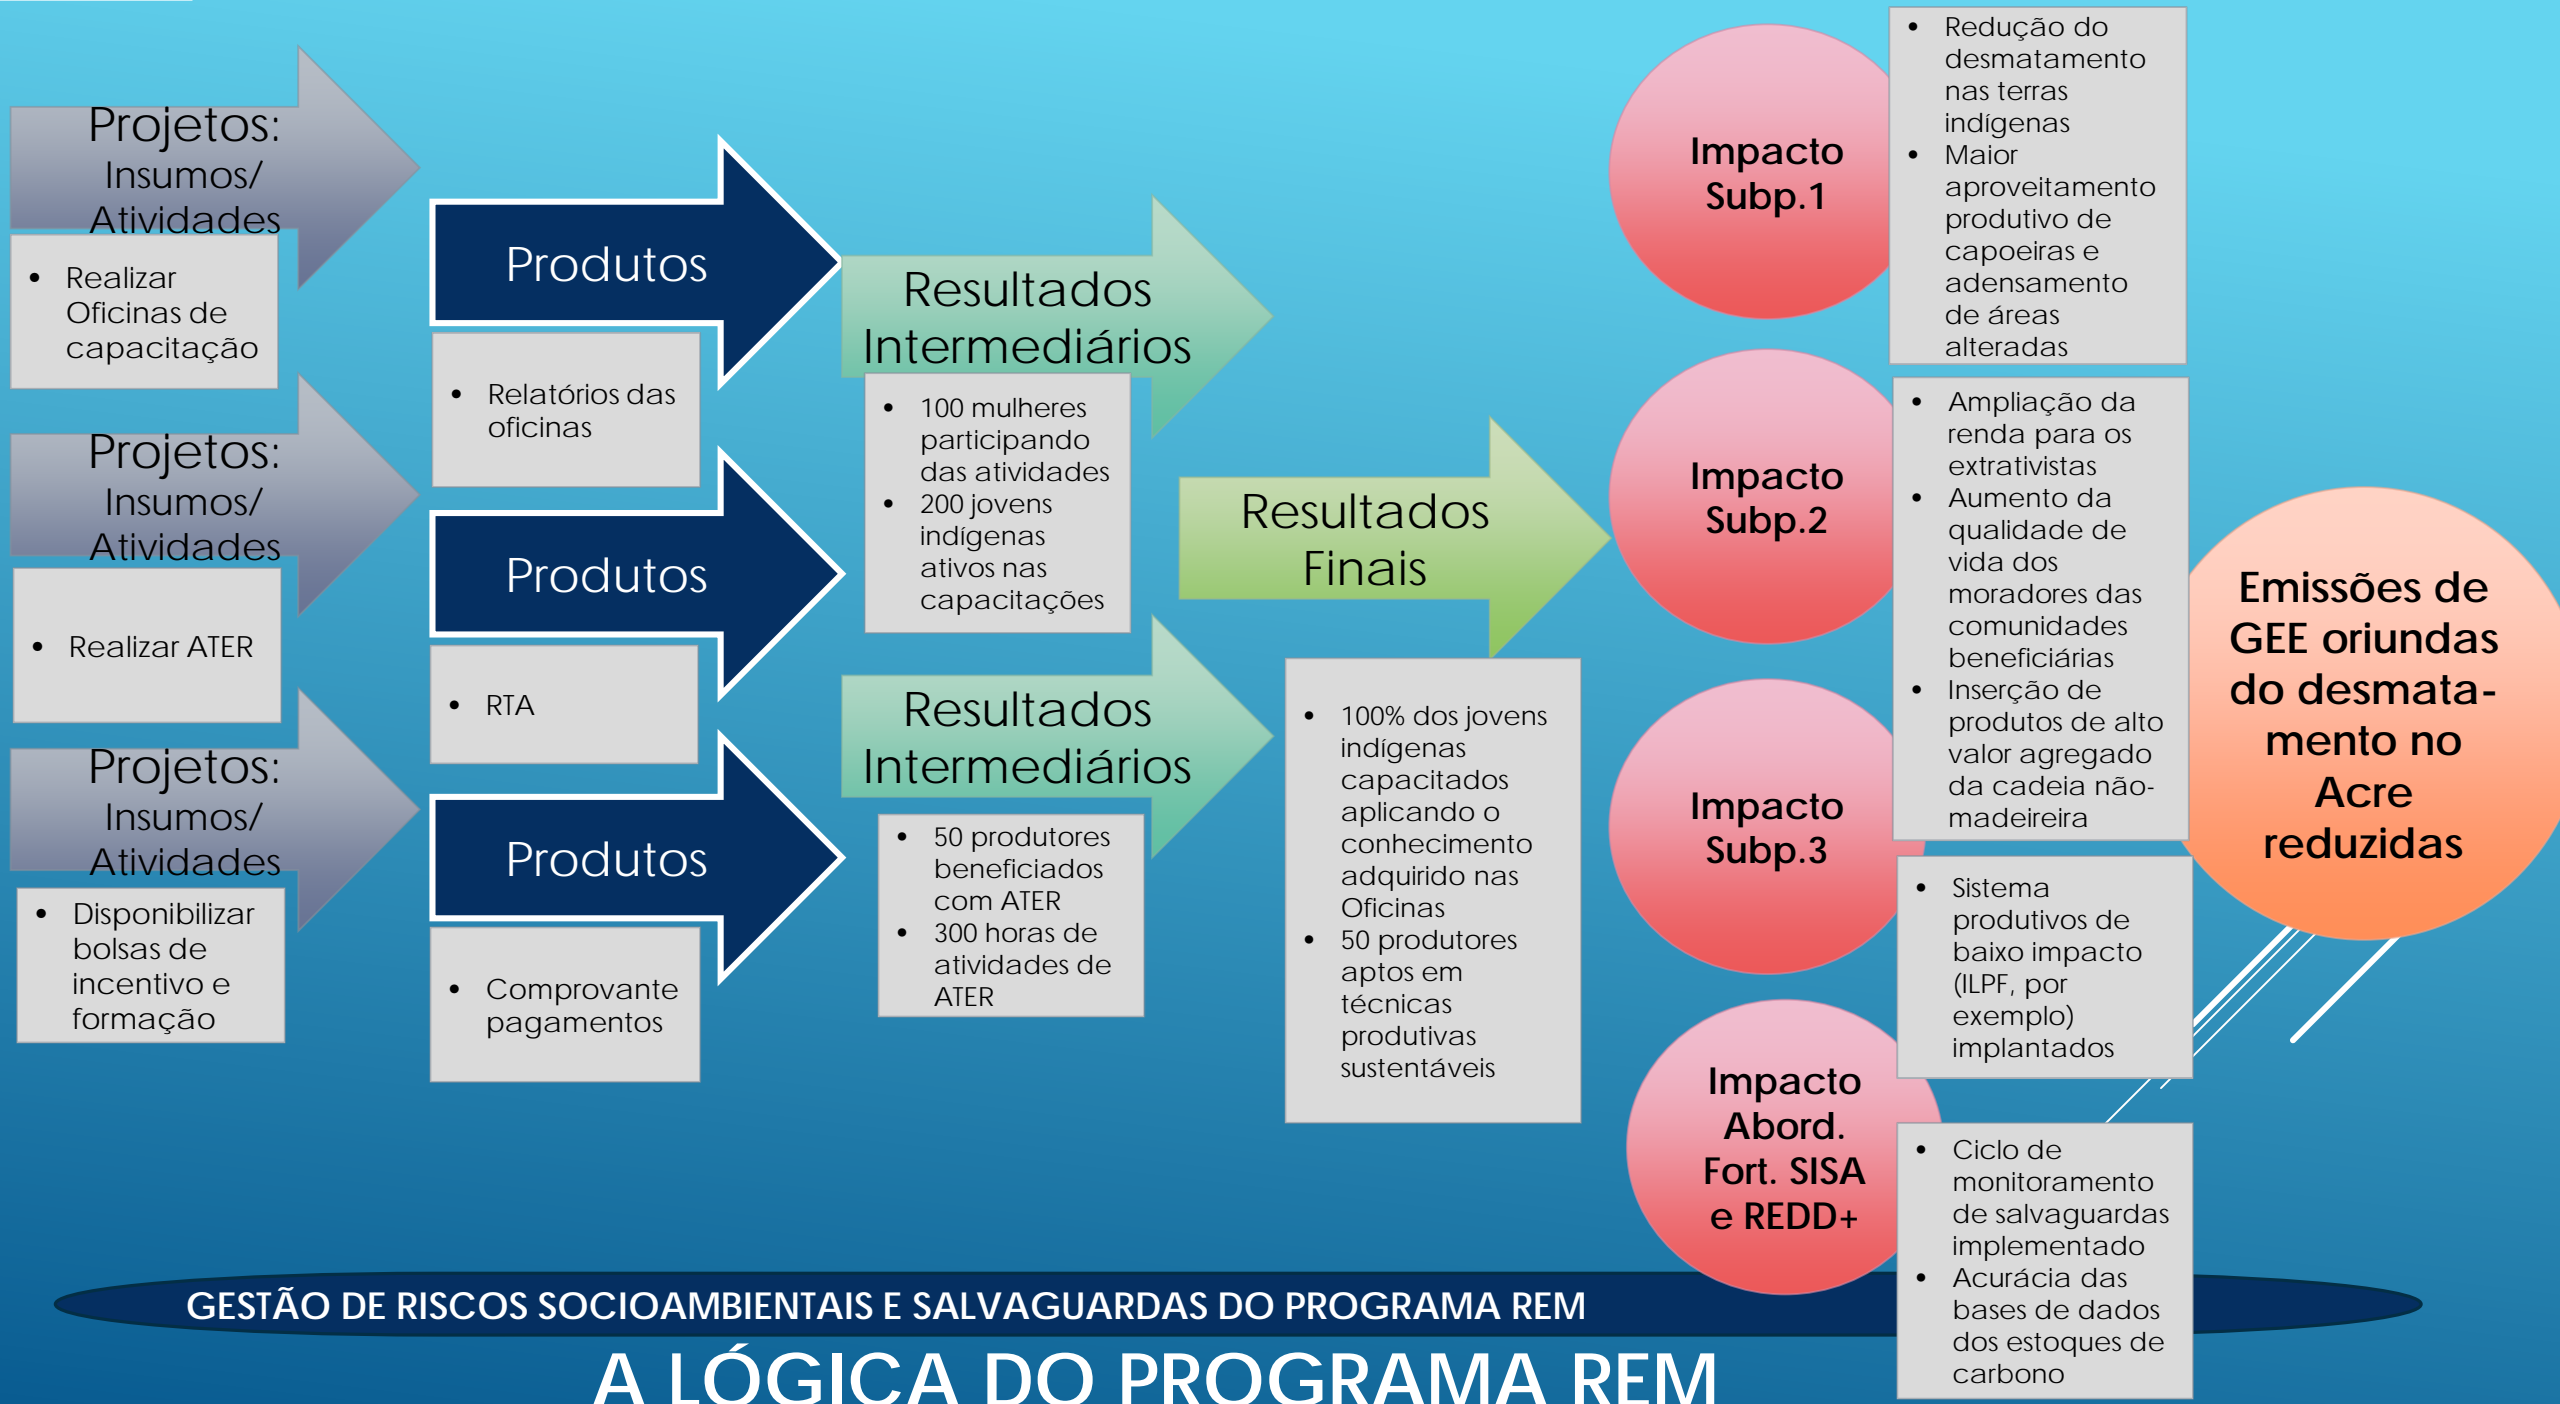 Projetos:
Insumos/
Atividades
• Realizar
Oficinas de
capacitação
Projetos:
Insumos/
Atividades
• Realizar ATER
Projetos:
Insumos/
Atividades
• Disponibilizar
bolsas de
incentivo e
formação
Produtos
• Relatórios das
oficinas
Produtos
• RTA
Produtos
• Comprovante
pagamentos
Resultados
Intermediários
• 100 mulheres
participando
das atividades
• 200 jovens
indígenas
ativos nas
capacitações
Resultados
Intermediários
• 50 produtores
beneficiados
com ATER
• 300 horas de
atividades de
ATER
Resultados
Finais
• 100% dos jovens
indígenas
capacitados
aplicando o
conhecimento
adquirido nas
Oficinas
• 50 produtores
aptos em
técnicas
produtivas
sustentáveis
Impacto
Subp.1
• Redução do
desmatamento
nas terras
indígenas
• Maior
aproveitamento
produtivo de
capoeiras e
adensamento
de áreas
alteradas
Impacto
Subp.2
• Ampliação da
renda para os
extrativistas
• Aumento da
qualidade de
vida dos
moradores das
comunidades
beneficiárias
• Inserção de
produtos de alto
valor agregado
da cadeia não-
madeireira
Impacto
Subp.3
• Sistema
produtivos de
baixo impacto
(ILPF, por
exemplo)
implantados
Impacto
Abord.
Fort. SISA
e REDD+
• Ciclo de
monitoramento
de salvaguardas
implementado
• Acurácia das
bases de dados
dos estoques de
carbono
Emissões de
GEE oriundas
do desmata-
mento no
Acre
reduzidas
GESTÃO DE RISCOS SOCIOAMBIENTAIS E SALVAGUARDAS DO PROGRAMA REM
A LÓGICA DO PROGRAMA REM